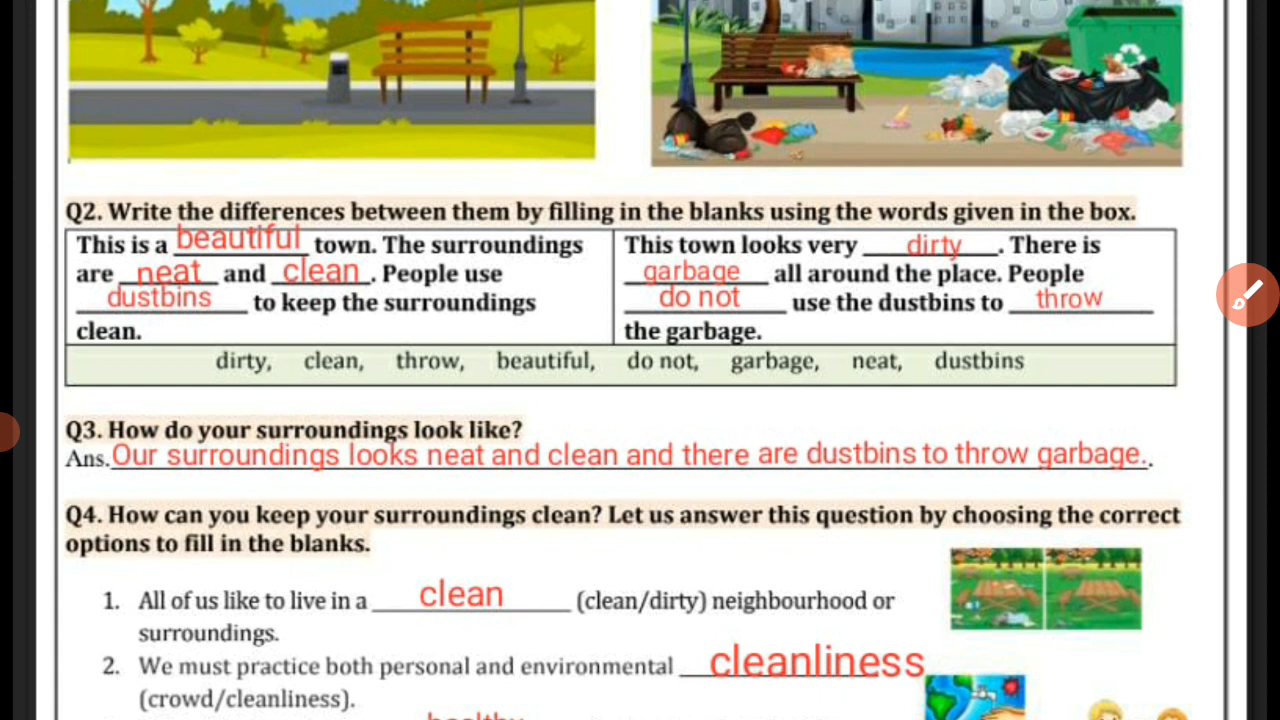 Q2. Write the differences between them by filling in the blanks using the words given in the box.
This is a beautiful town. The surroundings
are neat and clean. People use
dustbins to keep the surroundings
clean.
This town looks very dirty. There is
garbage all around the place. People
do not use the dustbins to throw
the garbage.
dirty, clean, throw, beautiful, do not, garbage, neat, dustbins
Q3. How do your surroundings look like?
Ans. Our surroundings looks neat and clean and there are dustbins to throw garbage..
Q4. How can you keep your surroundings clean? Let us answer this question by choosing the correct
options to fill in the blanks.
1. All of us like to live in a clean (clean/dirty) neighbourhood or
surroundings.
2. We must practice both personal and environmental cleanliness
(crowd/cleanliness).
healthy